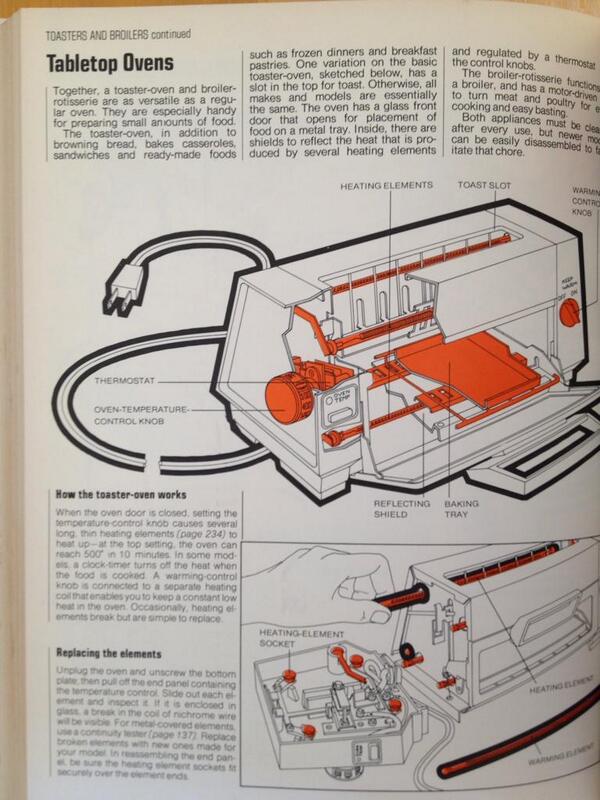 TOASTERS AND BROILERS continued
Tabletop Ovens
Together, a toaster-oven and broiler-
rotisserie are as versatile as a regu-
lar oven. They are especially handy
for preparing small amounts of food.
The toaster-oven, in addition to
browning bread, bakes casseroles,
sandwiches and ready-made foods
such as frozen dinners and breakfast
pastries. One variation on the basic
toaster-oven, sketched below, has a
slot in the top for toast. Otherwise, all
makes and models are essentially
the same. The oven has a glass front
door that opens for placement of
food on a metal tray. Inside, there are
shields to reflect the heat that is pro-
duced by several heating elements
and regulated by a thermostat
the control knobs.
The broiler-rotisserie functions
a broiler, and has a motor-driven
to turn meat and poultry for e
cooking and easy basting.
Both appliances must be clea
after every use, but newer mod
can be easily disassembled to fa
itate that chore.
HEATING ELEMENTS
TOAST SLOT
WARMIN
CONTRO
KNOB
KEEP
WARM
OFF ON
THERMOSTAT
OVEN-TEMPERATURE-
CONTROL KNOB
OVEN
TEMP
REFLECTING
SHIELD
BAKING
TRAY
How the toaster-oven works
When the oven door is closed, setting the
temperature-control knob causes several
long, thin heating elements (page 234) to
heat up—at the top setting, the oven can
reach 500° in 10 minutes. In some mod-
els, a clock-timer turns off the heat when
the food is cooked. A warming-control
knob is connected to a separate heating
coil that enables you to keep a constant low
heat in the oven. Occasionally, heating el-
ements break but are simple to replace.
Replacing the elements
Unplug the oven and unscrew the bottom
plate, then pull off the end panel containing
the temperature control. Slide out each el-
ement and inspect it. If it is enclosed in
glass, a break in the coil of nichrome wire
will be visible. For metal-covered elements,
use a continuity tester (page 137). Replace
broken elements with new ones made for
your model. In reassembling the end pan-
el, be sure the heating element sockets fit
securely over the element ends.
HEATING-ELEMENT
SOCKET
HEATING ELEMENT
WARMING ELEMENT